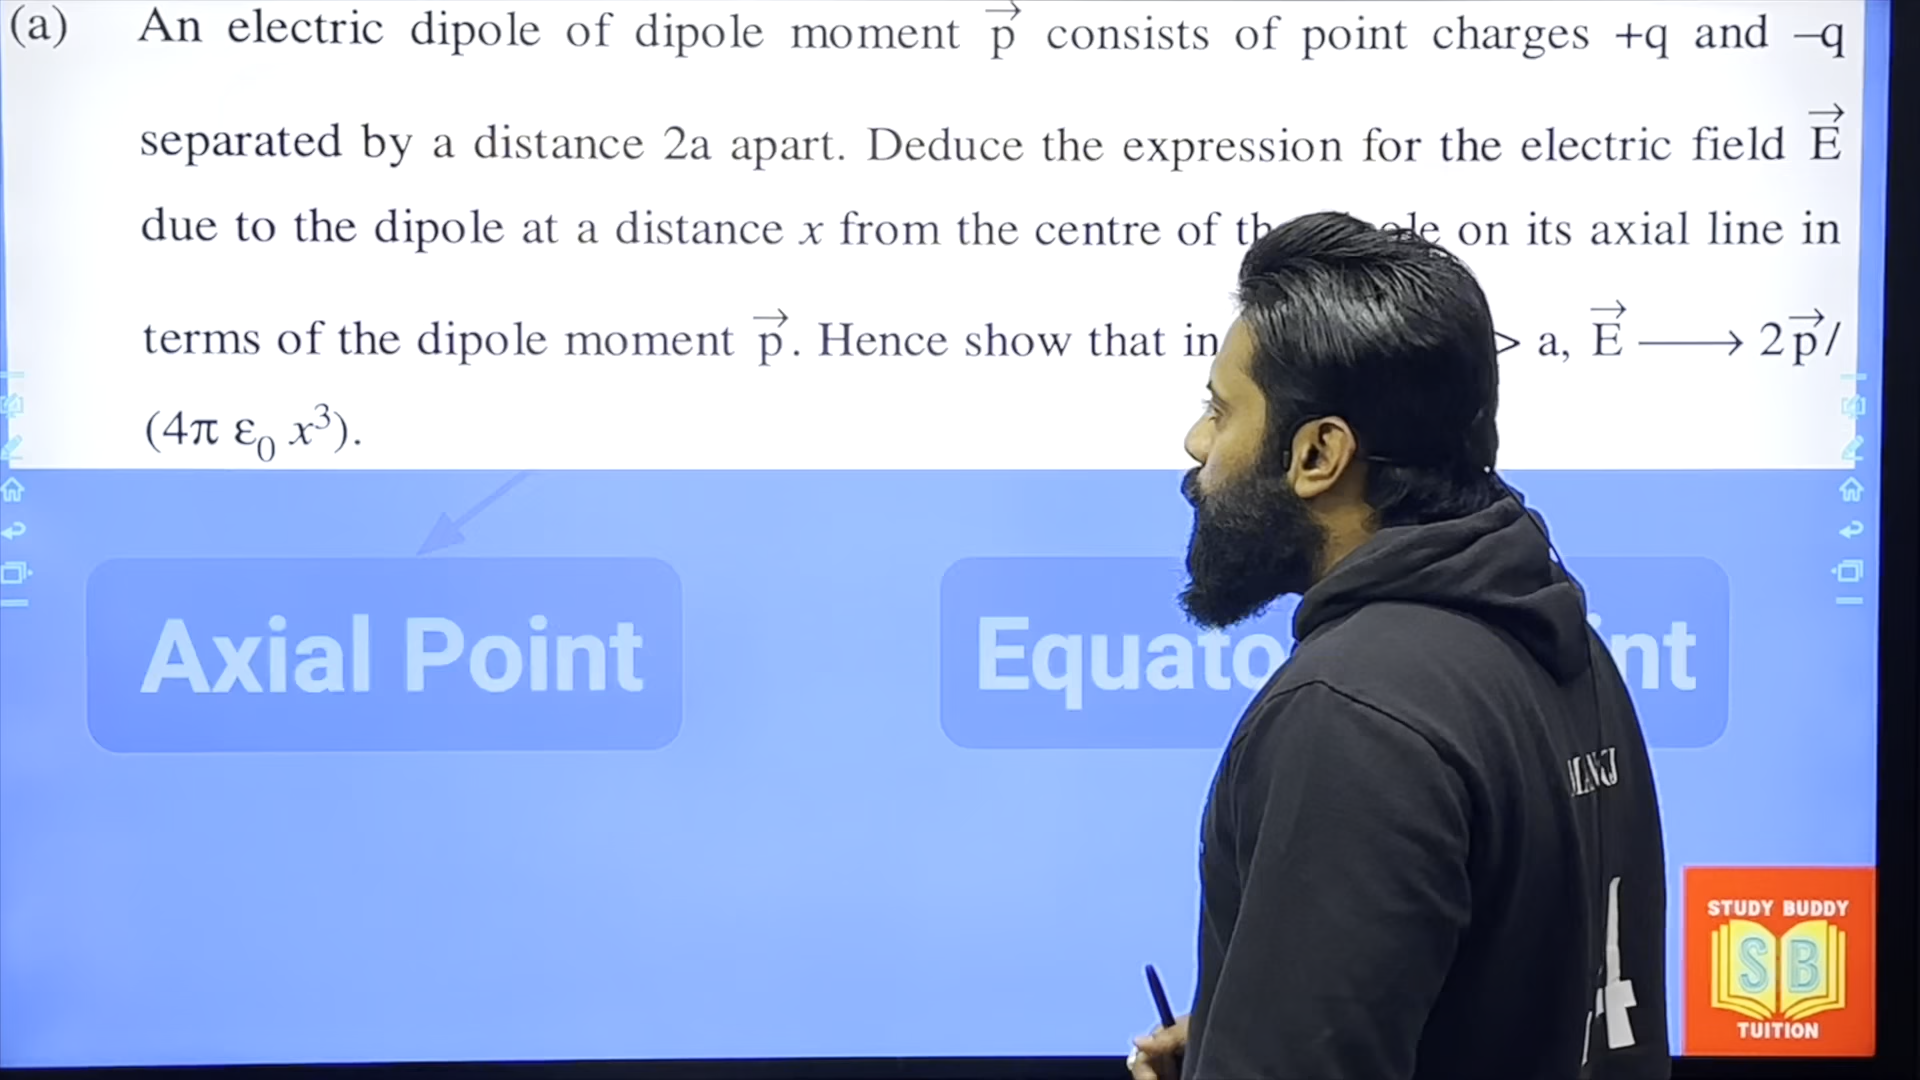 (a) An electric dipole of dipole moment p⃗ consists of point charges +q and –q
separated by a distance 2a apart. Deduce the expression for the electric field E⃗
due to the dipole at a distance x from the centre of on its axial line in
terms of the dipole moment p⃗. Hence show that in > a, E⃗ ⟶ 2p⃗/
(4π ε₀ x³).
Axial Point
STUDY BUDDY
SB
TUITION